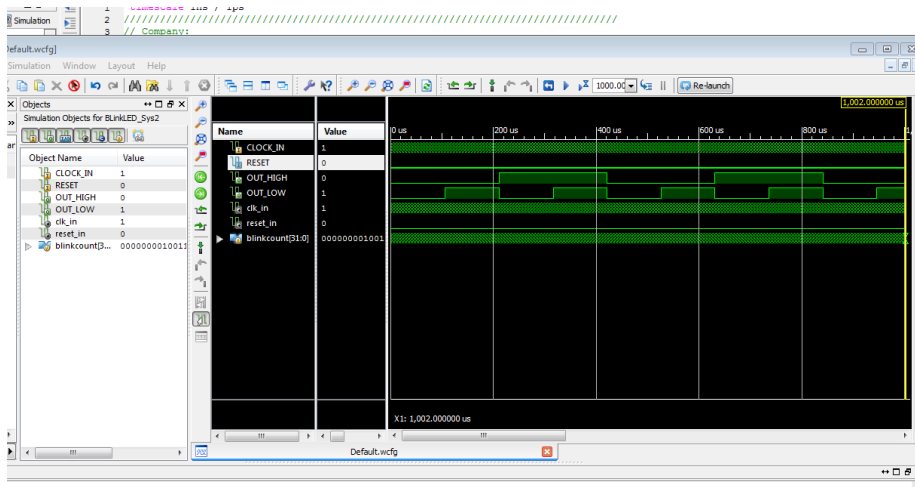 1 `timescale 1ns / 1ps
Simulation
2 //////////////////////////////////////////////////////////////////////////////////
3 // Company:
Default.wcfg]
Simulation Window Layout Help
1000.00
Re-launch
Objects
Simulation Objects for BLinkLED_Sys2
Object Name Value
CLOCK_IN 1
RESET 0
OUT_HIGH 0
OUT_LOW 1
clk_in 1
reset_in 0
blinkcount[3... 0000000010011
Name Value
CLOCK_IN 1
RESET 0
OUT_HIGH 0
OUT_LOW 1
clk_in 1
reset_in 0
blinkcount[31:0] 000000001001
1,002.000000 us
0 us 200 us 400 us 600 us 800 us 1,
X1: 1,002.000000 us
Default.wcfg